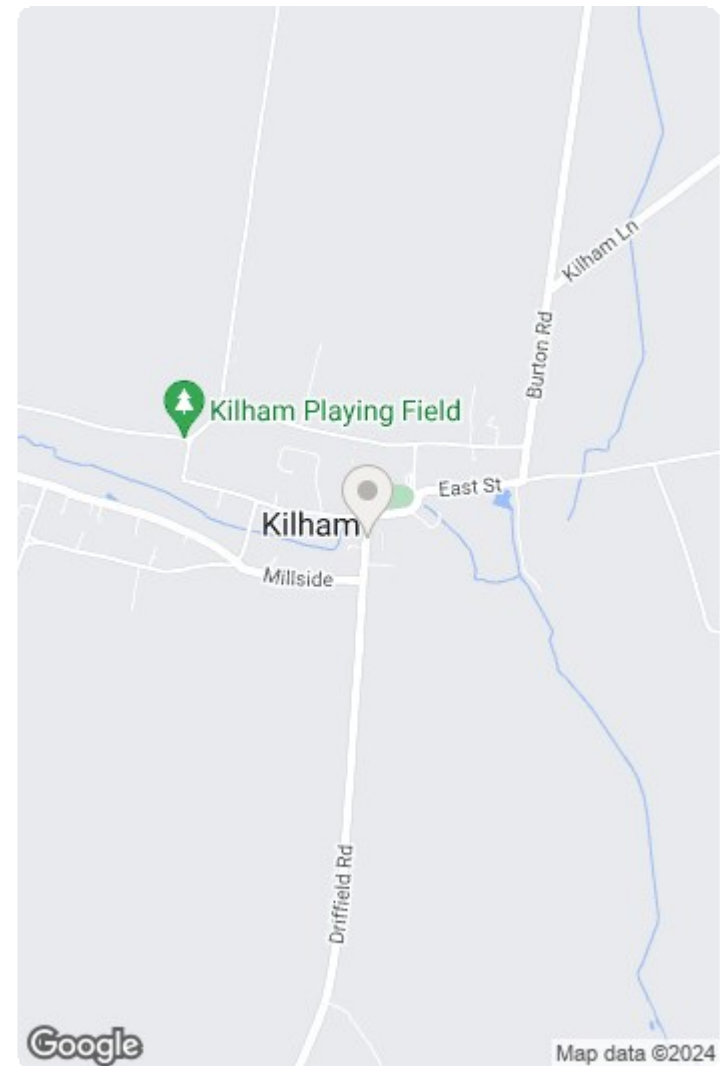 Kilham Ln
Burton Rd
Kilham Playing Field
East St
Kilham
Millside
Driffield Rd
Google
Map data ©2024